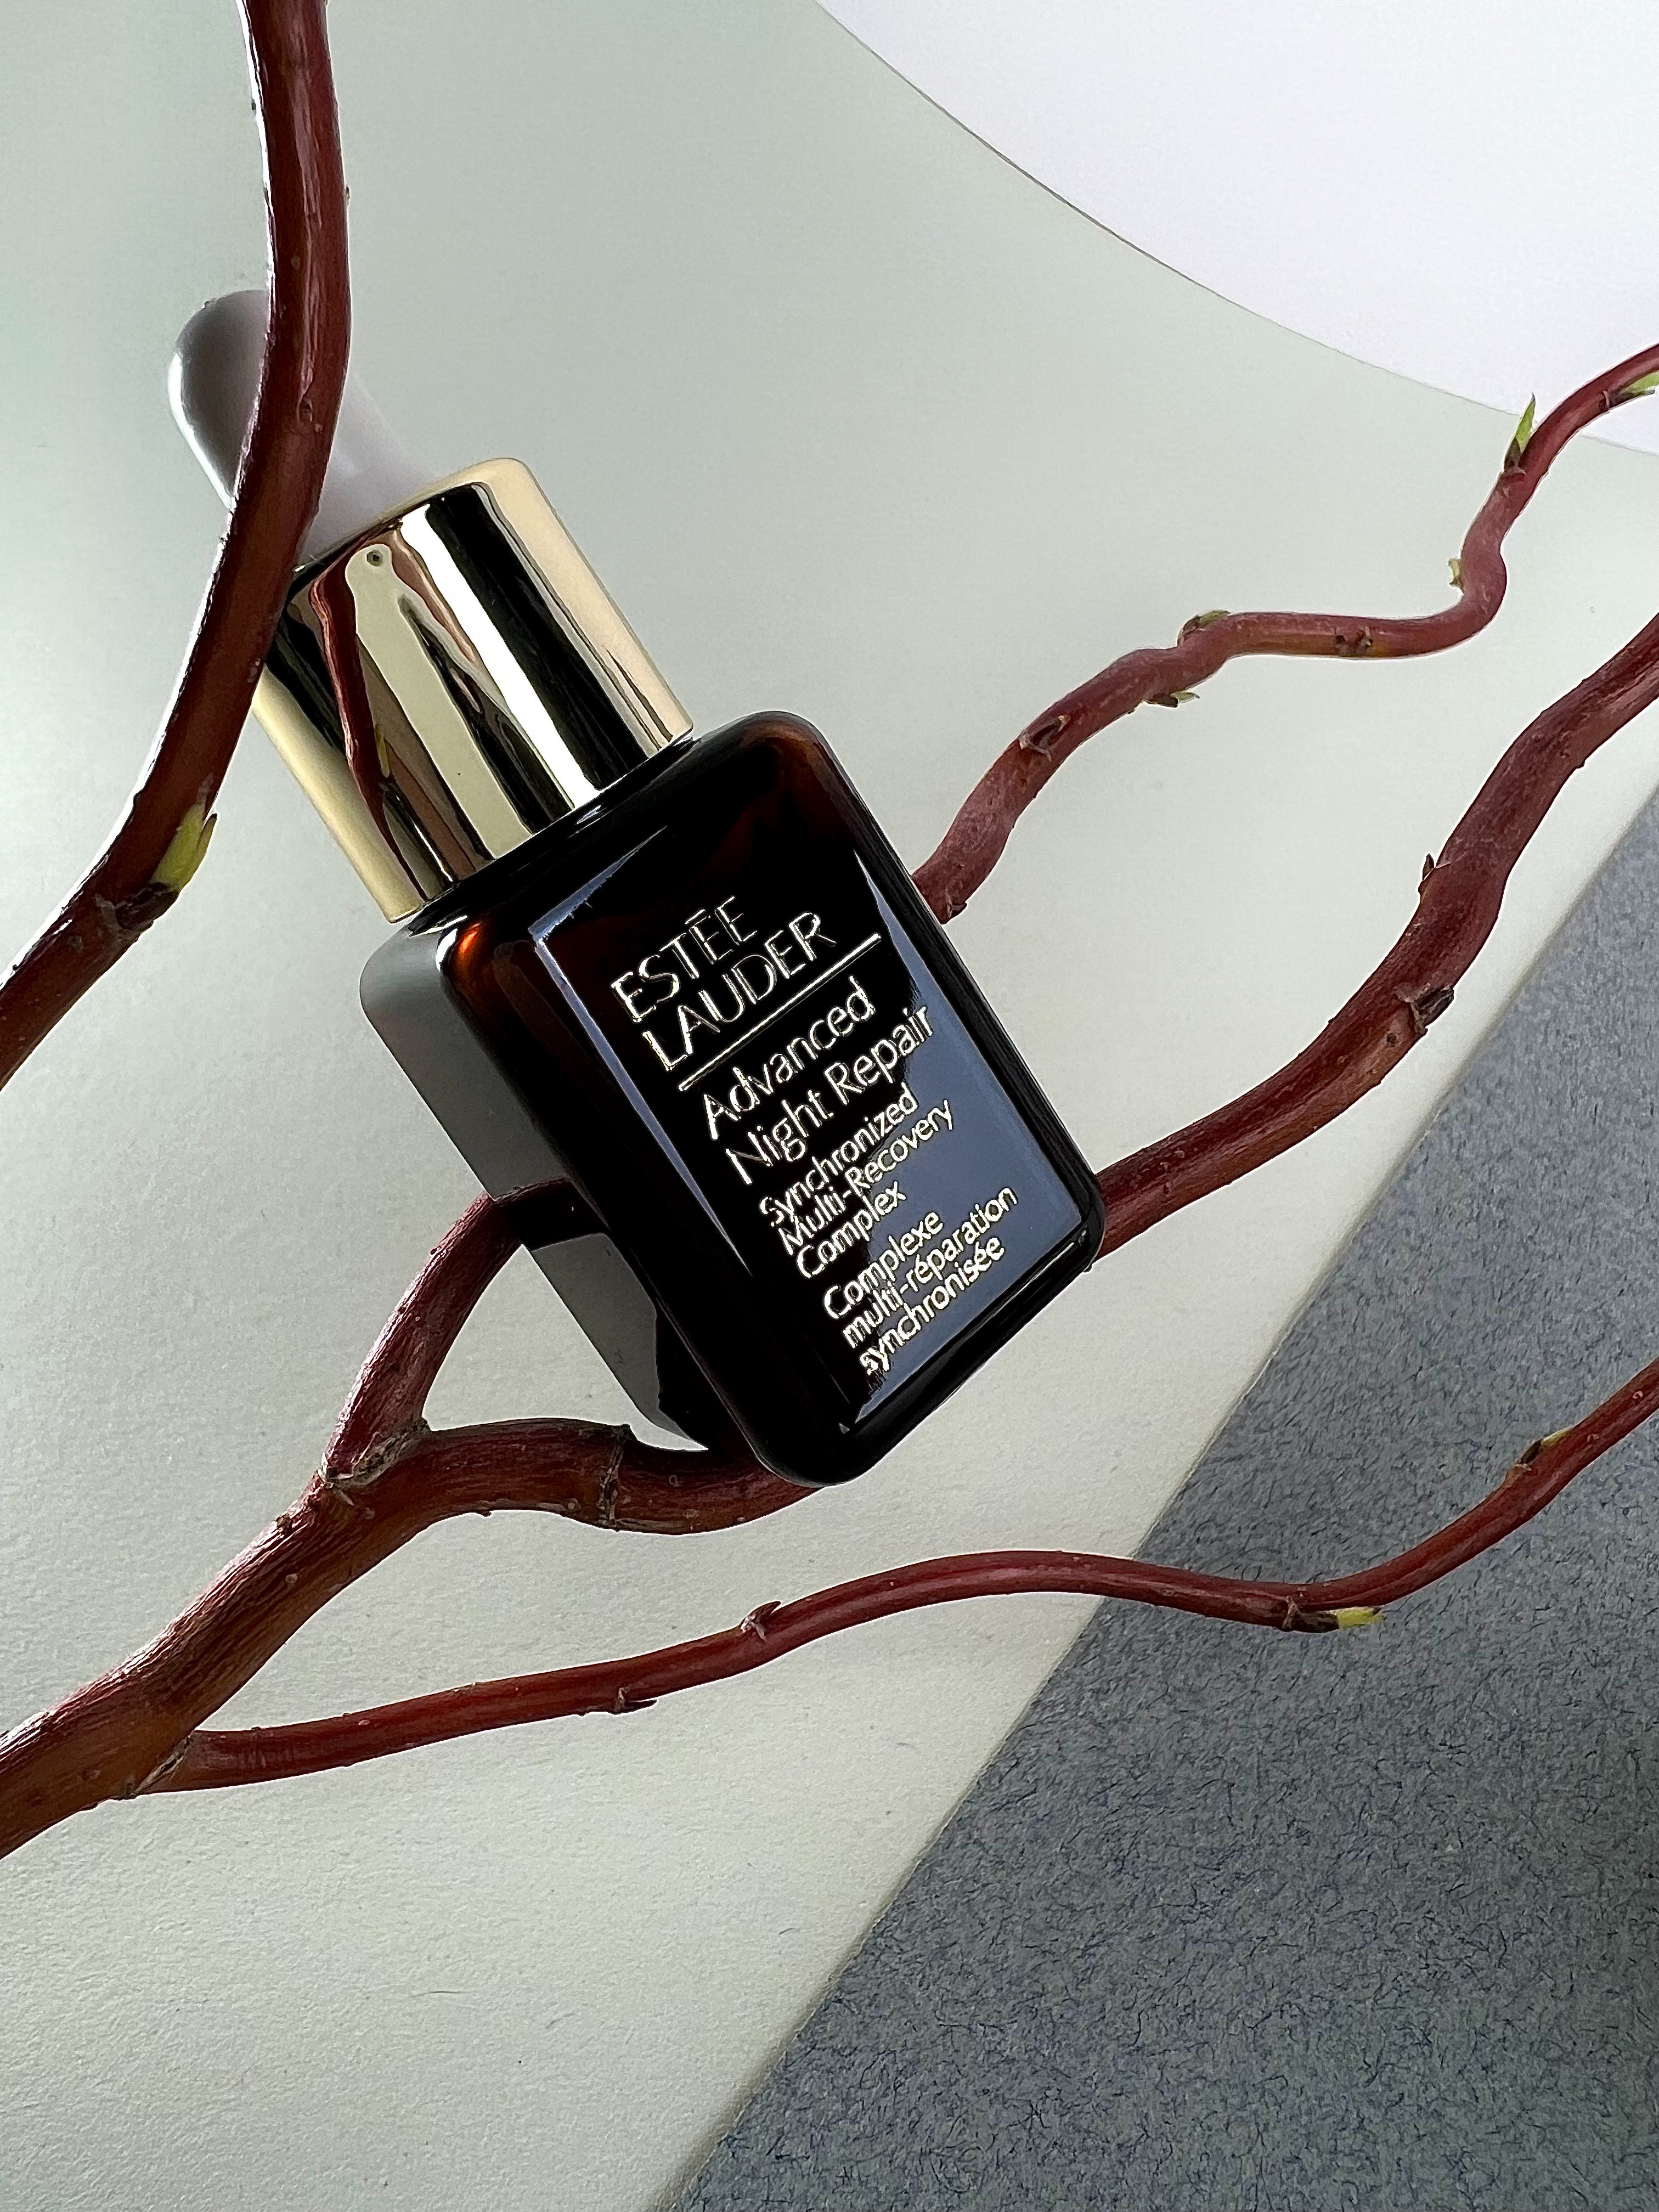 ESTĒE
LAUDER
Advanced
Night Repair
Synchronized
Multi-Recovery
Complex
Complexe
multi-réparation
synchronisée